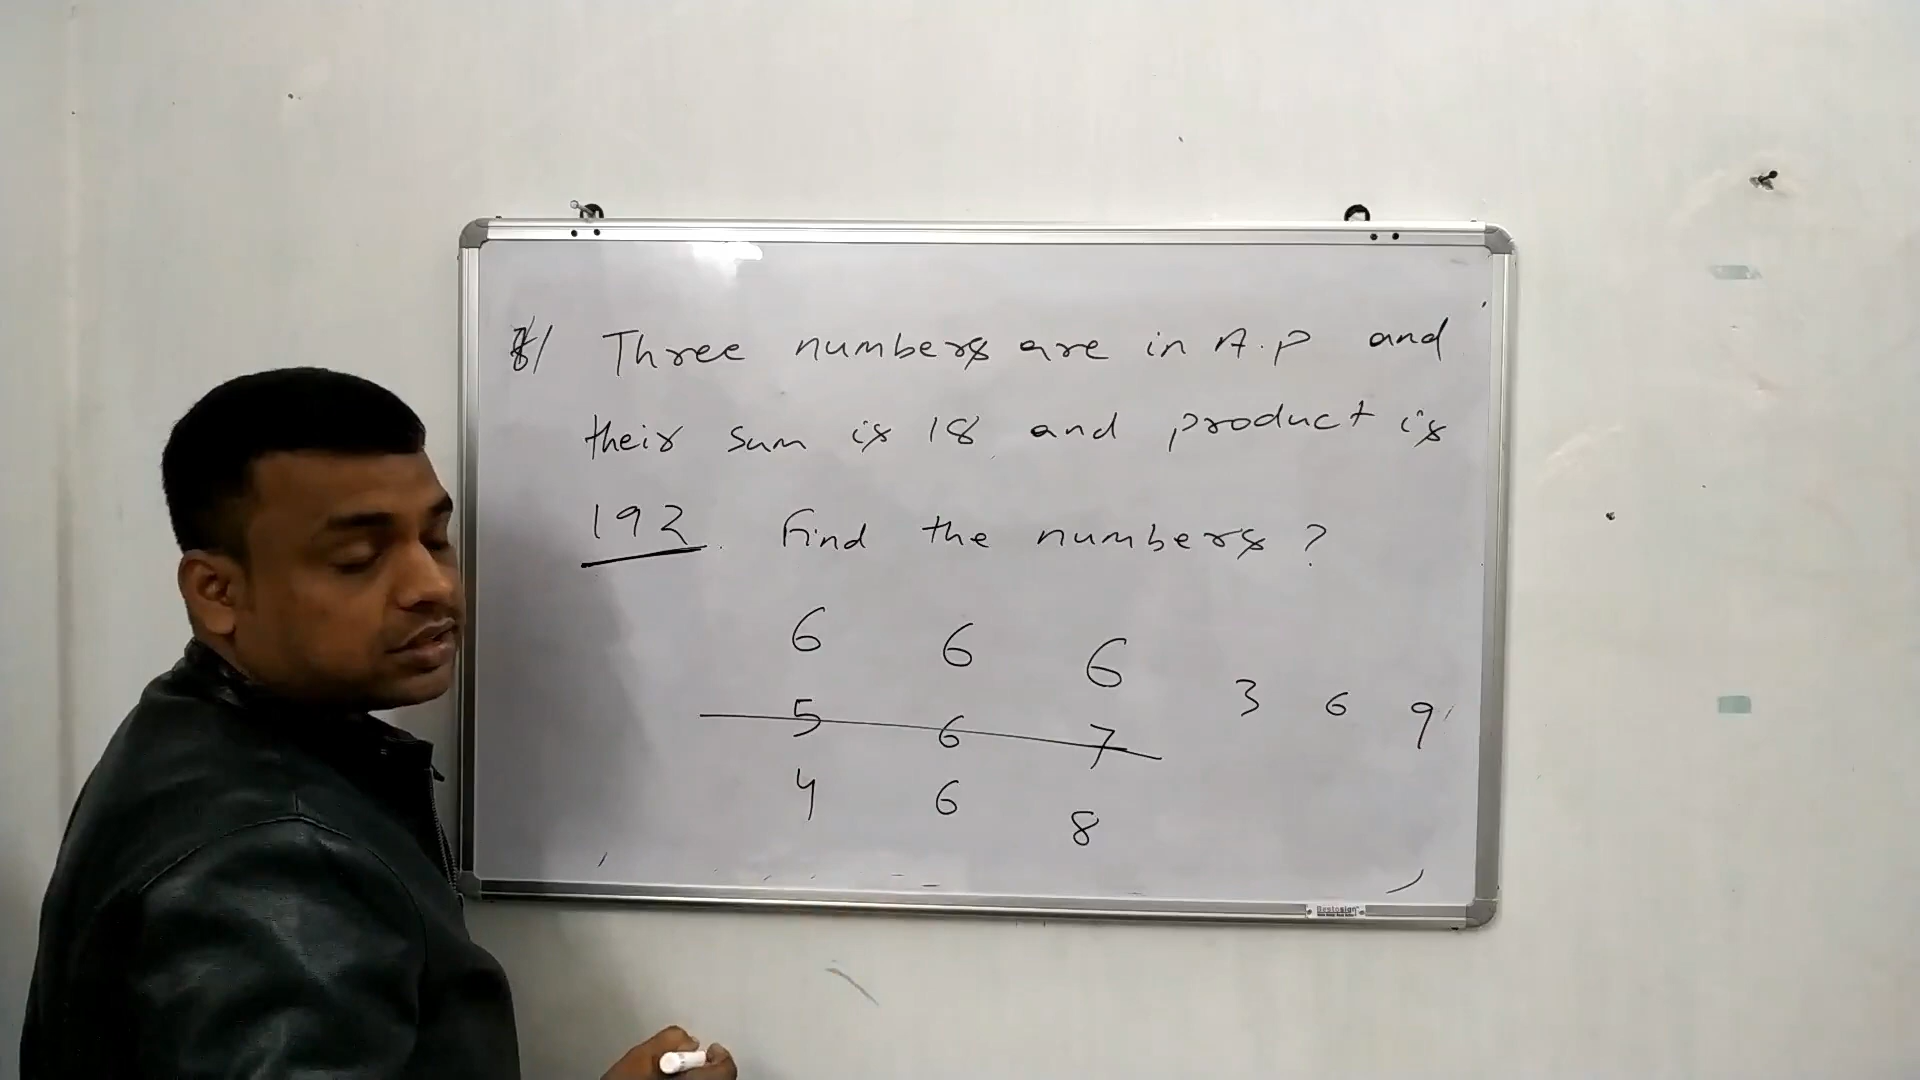 Q/ Three numbers are in A.P and
their sum is 18 and product is
192. Find the numbers?
6 6 6
5 6 7 3 6 9
4 6 8
Bestosign